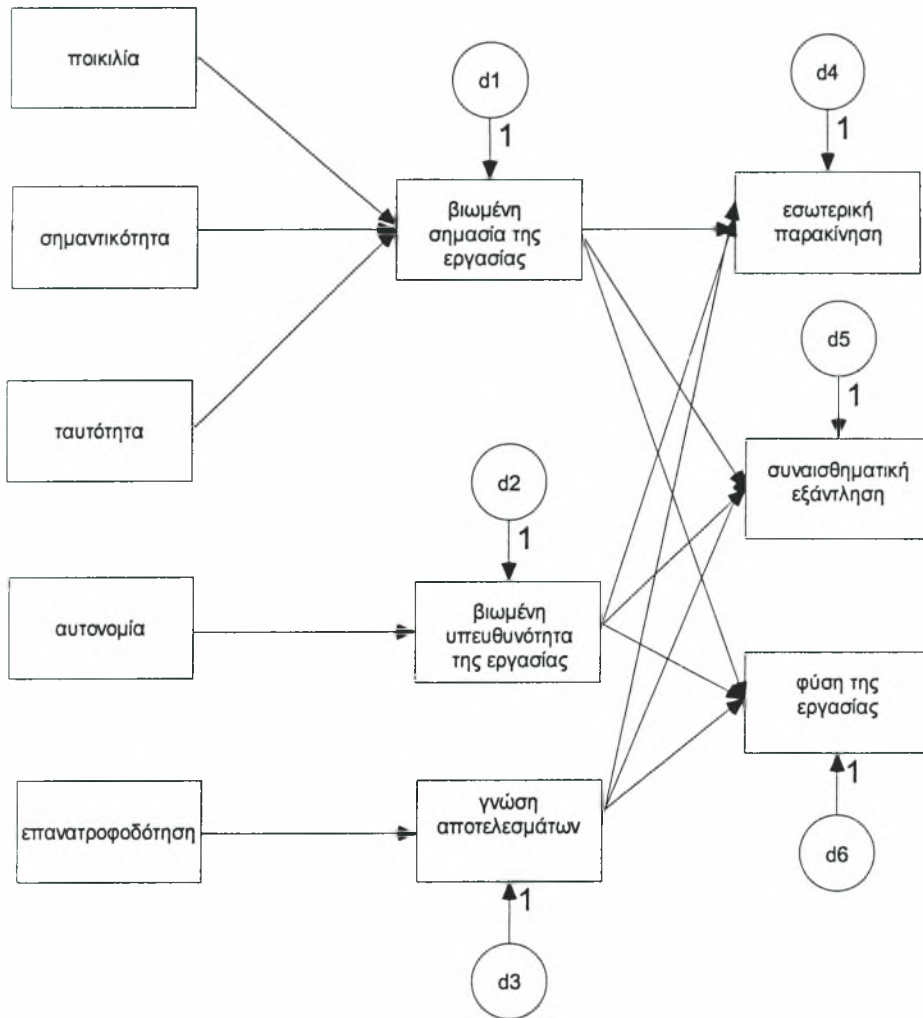 ποικιλία
d1
1
d4
1
σημαντικότητα
βιωμένη
σημασία της
εργασίας
εσωτερική
παρακίνηση
d5
1
ταυτότητα
d2
1
συναισθηματική
εξάντληση
αυτονομία
βιωμένη
υπευθυνότητα
της εργασίας
φύση της
εργασίας
1
επανατροφοδότηση
γνώση
αποτελεσμάτων
d6
1
d3